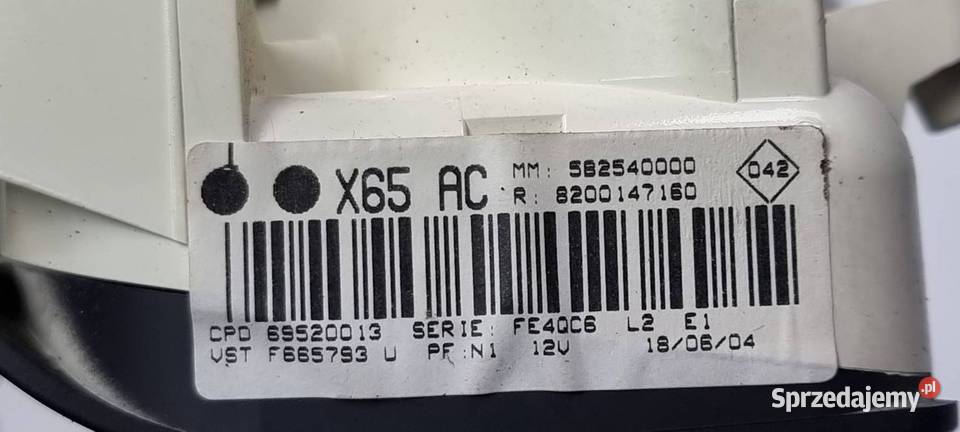 X65 AC
MM: 582540000
R: 8200147160
042
CPD 69520013 SERIE: FE4QC6 L2 E1
VST F665793 U PF:N1 12V 18/06/04
Sprzedajemy.pl